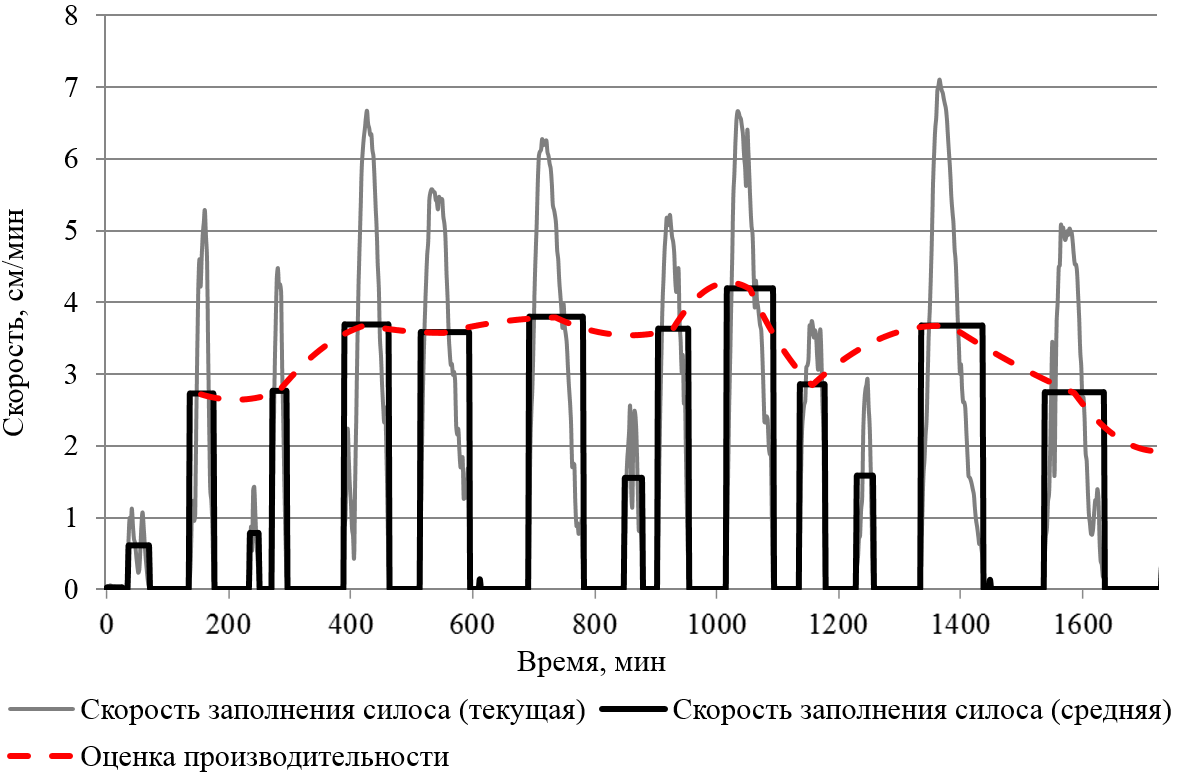 8
7
6
5
4
3
2
1
0
Скорость, см/мин
0 200 400 600 800 1000 1200 1400 1600
Время, мин
Скорость заполнения силоса (текущая) Скорость заполнения силоса (средняя)
Оценка производительности